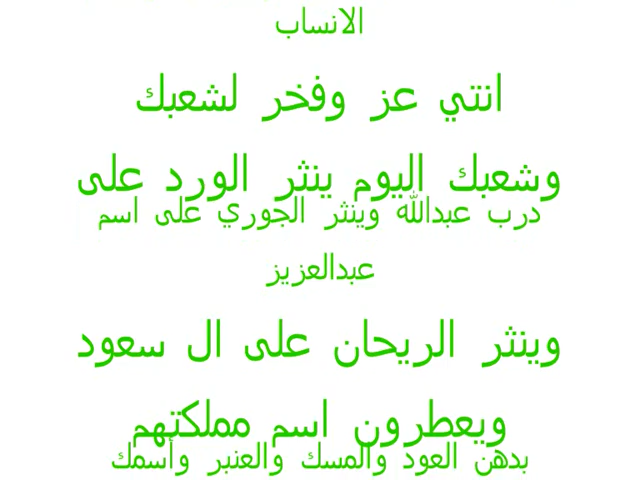 الانساب
انتي عز وفخر لشعبك
وشعبك اليوم ينثر الورد على
درب عبدالله وينثر الجوري على اسم
عبدالعزيز
وينثر الريحان على ال سعود
ويعطرون اسم مملكتهم
بدهن العود والمسك والعنبر وأسمك